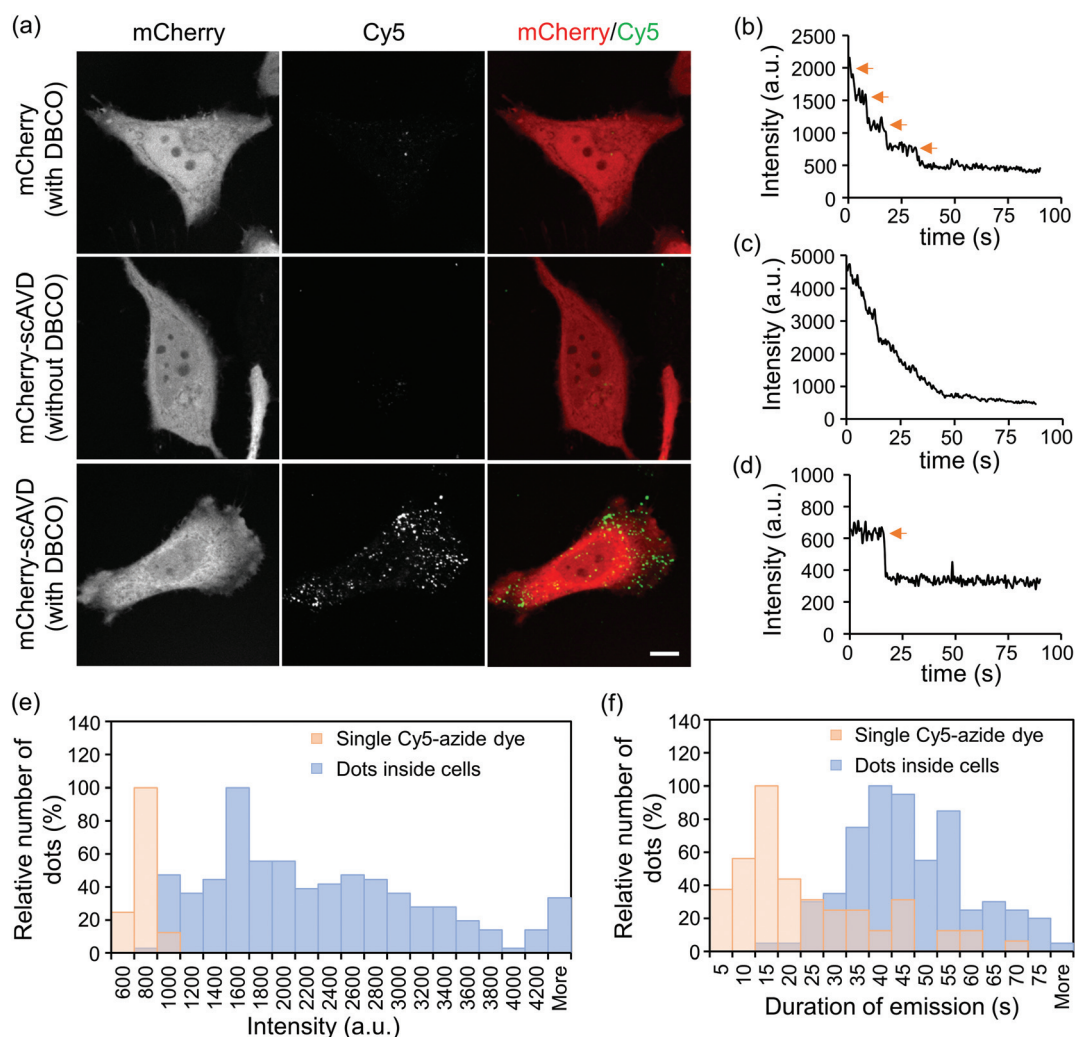 (a)
mCherry
Cy5
mCherry/Cy5
mCherry
(with DBCO)
mCherry-scAVD
(without DBCO)
mCherry-scAVD
(with DBCO)
(b)
Intensity (a.u.)
2500
2000
1500
1000
500
0
0 25 50 75 100
time (s)
(c)
Intensity (a.u.)
5000
4000
3000
2000
1000
0
0 25 50 75 100
time (s)
(d)
Intensity (a.u.)
800
600
400
200
0
0 25 50 75 100
time (s)
(e)
Relative number of
dots (%)
140
120
100
80
60
40
20
0
Single Cy5-azide dye
Dots inside cells
600 800 1000 1200 1400 1600 1800 2000 2200 2400 2600 2800 3000 3200 3400 3600 3800 4000 4200 More
Intensity (a.u.)
(f)
Relative number of
dots (%)
140
120
100
80
60
40
20
0
Single Cy5-azide dye
Dots inside cells
5 10 15 20 25 30 35 40 45 50 55 60 65 70 75 More
Duration of emission (s)